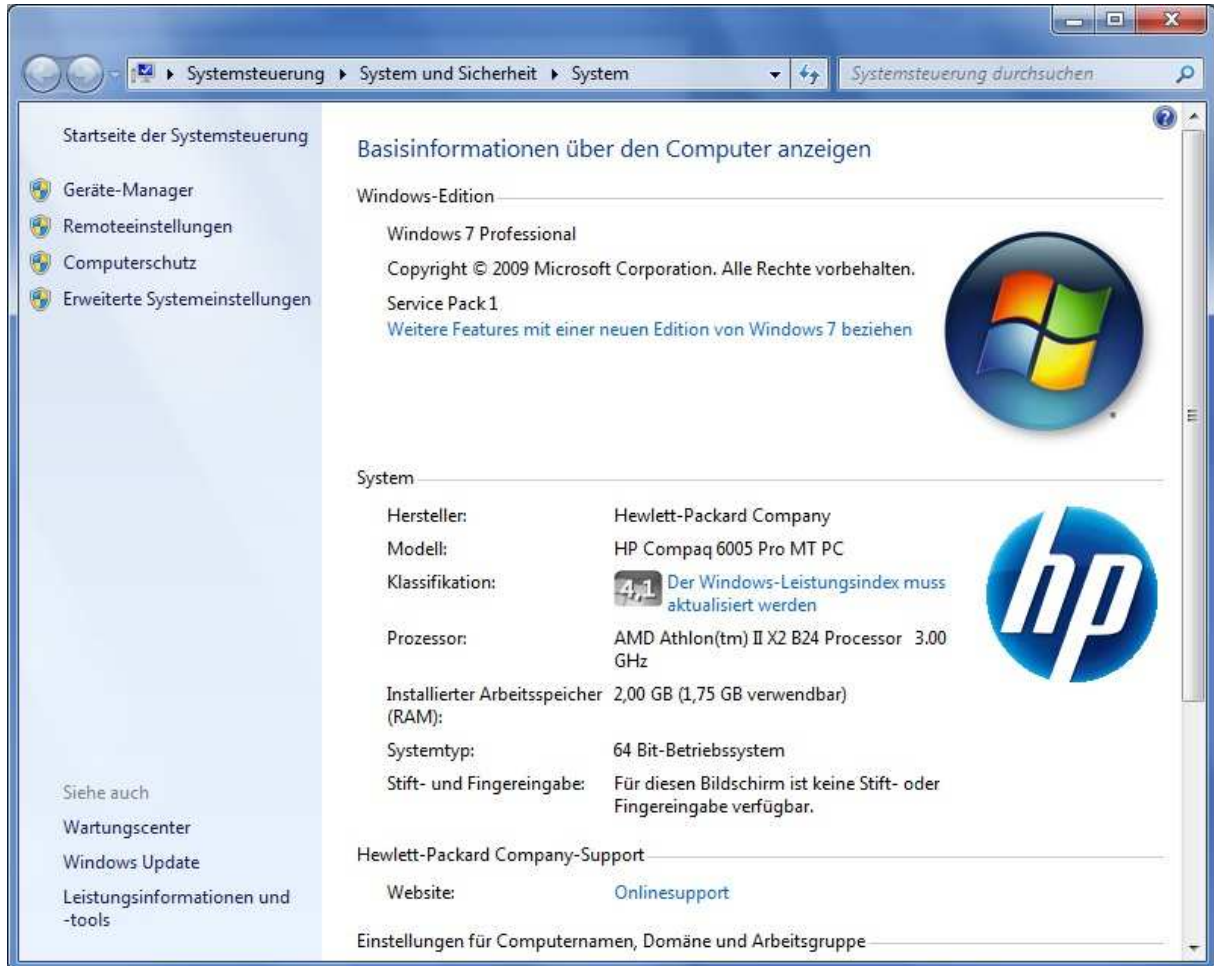 Systemsteuerung ▸ System und Sicherheit ▸ System
Systemsteuerung durchsuchen
Startseite der Systemsteuerung
Geräte-Manager
Remoteeinstellungen
Computerschutz
Erweiterte Systemeinstellungen
Siehe auch
Wartungscenter
Windows Update
Leistungsinformationen und
-tools
Basisinformationen über den Computer anzeigen
Windows-Edition
Windows 7 Professional
Copyright © 2009 Microsoft Corporation. Alle Rechte vorbehalten.
Service Pack 1
Weitere Features mit einer neuen Edition von Windows 7 beziehen
System
Hersteller: Hewlett-Packard Company
Modell: HP Compaq 6005 Pro MT PC
Klassifikation: 4,1 Der Windows-Leistungsindex muss
aktualisiert werden
Prozessor: AMD Athlon(tm) II X2 B24 Processor 3.00
GHz
Installierter Arbeitsspeicher 2,00 GB (1,75 GB verwendbar)
(RAM):
Systemtyp: 64 Bit-Betriebssystem
Stift- und Fingereingabe: Für diesen Bildschirm ist keine Stift- oder
Fingereingabe verfügbar.
hp
Hewlett-Packard Company-Support
Website: Onlinesupport
Einstellungen für Computernamen, Domäne und Arbeitsgruppe